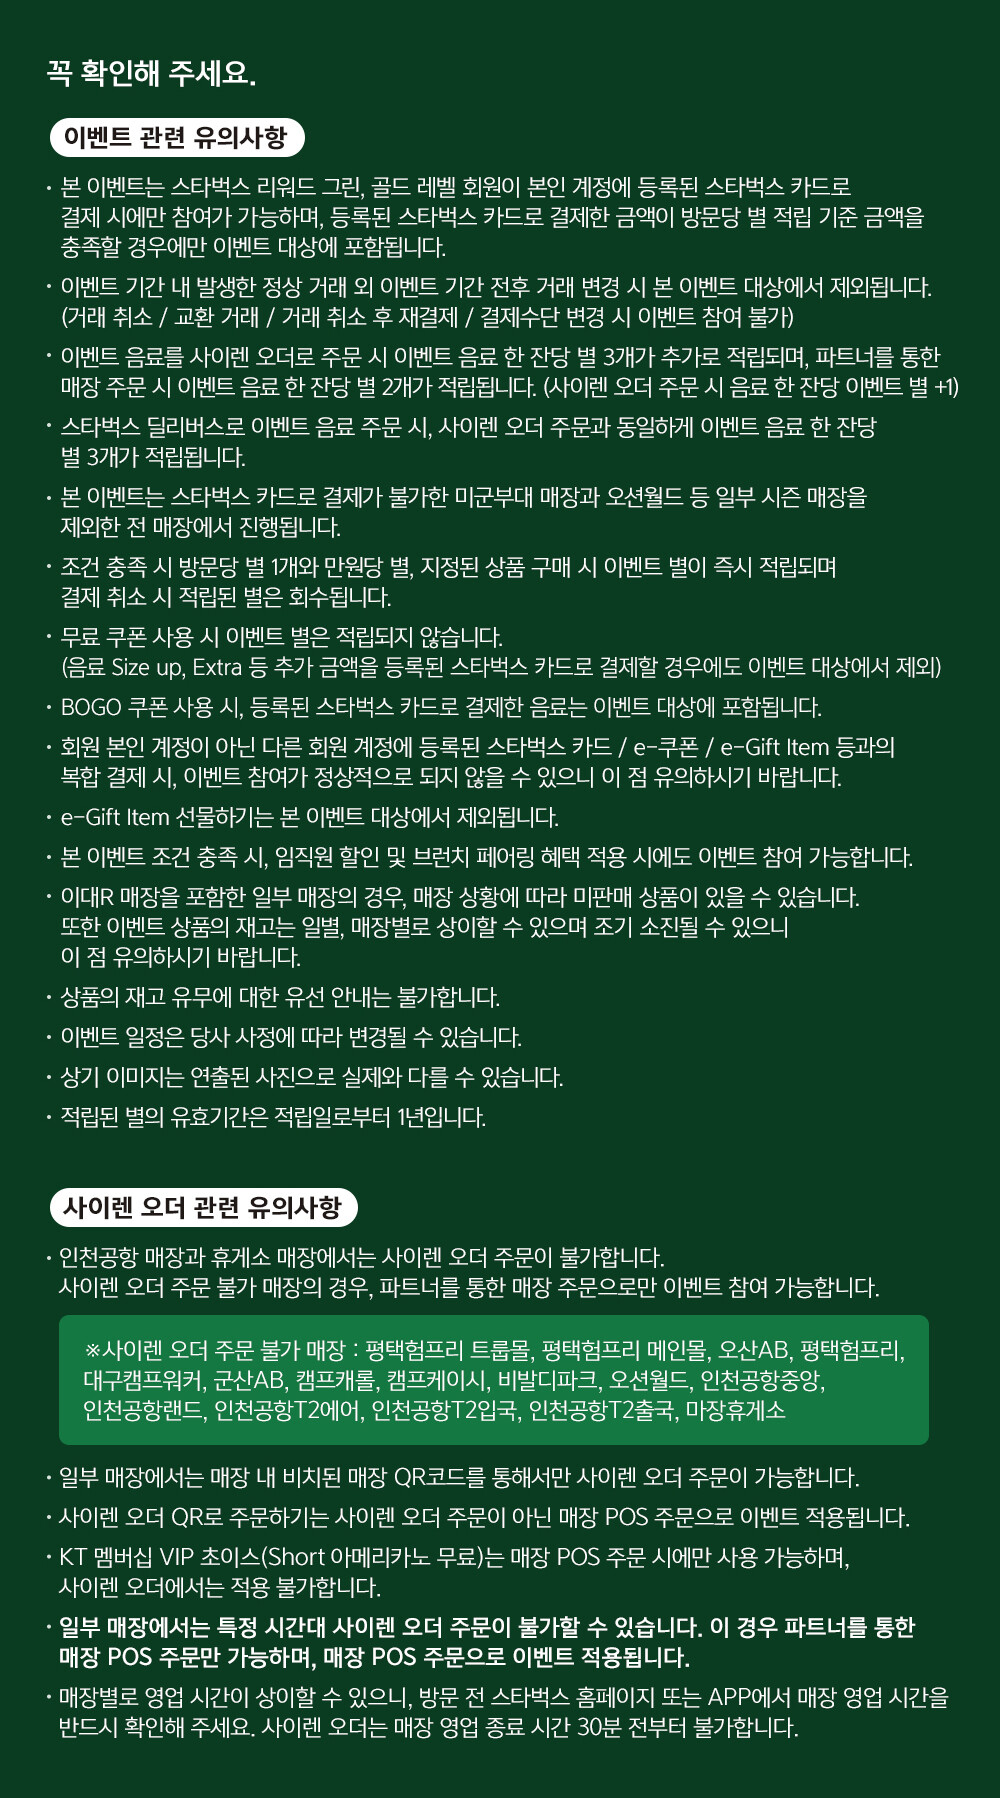 꼭 확인해 주세요.
이벤트 관련 유의사항
· 본 이벤트는 스타벅스 리워드 그린, 골드 레벨 회원이 본인 계정에 등록된 스타벅스 카드로
결제 시에만 참여가 가능하며, 등록된 스타벅스 카드로 결제한 금액이 방문당 별 적립 기준 금액을
충족할 경우에만 이벤트 대상에 포함됩니다.
· 이벤트 기간 내 발생한 정상 거래 외 이벤트 기간 전후 거래 변경 시 본 이벤트 대상에서 제외됩니다.
(거래 취소 / 교환 거래 / 거래 취소 후 재결제 / 결제수단 변경 시 이벤트 참여 불가)
· 이벤트 음료를 사이렌 오더로 주문 시 이벤트 음료 한 잔당 별 3개가 추가로 적립되며, 파트너를 통한
매장 주문 시 이벤트 음료 한 잔당 별 2개가 적립됩니다. (사이렌 오더 주문 시 음료 한 잔당 이벤트 별 +1)
· 스타벅스 딜리버스로 이벤트 음료 주문 시, 사이렌 오더 주문과 동일하게 이벤트 음료 한 잔당
별 3개가 적립됩니다.
· 본 이벤트는 스타벅스 카드로 결제가 불가한 미군부대 매장과 오션월드 등 일부 시즌 매장을
제외한 전 매장에서 진행됩니다.
· 조건 충족 시 방문당 별 1개와 만원당 별, 지정된 상품 구매 시 이벤트 별이 즉시 적립되며
결제 취소 시 적립된 별은 회수됩니다.
· 무료 쿠폰 사용 시 이벤트 별은 적립되지 않습니다.
(음료 Size up, Extra 등 추가 금액을 등록된 스타벅스 카드로 결제할 경우에도 이벤트 대상에서 제외)
· BOGO 쿠폰 사용 시, 등록된 스타벅스 카드로 결제한 음료는 이벤트 대상에 포함됩니다.
· 회원 본인 계정이 아닌 다른 회원 계정에 등록된 스타벅스 카드 / e-쿠폰 / e-Gift Item 등과의
복합 결제 시, 이벤트 참여가 정상적으로 되지 않을 수 있으니 이 점 유의하시기 바랍니다.
· e-Gift Item 선물하기는 본 이벤트 대상에서 제외됩니다.
· 본 이벤트 조건 충족 시, 임직원 할인 및 브런치 페어링 혜택 적용 시에도 이벤트 참여 가능합니다.
· 이대R 매장을 포함한 일부 매장의 경우, 매장 상황에 따라 미판매 상품이 있을 수 있습니다.
또한 이벤트 상품의 재고는 일별, 매장별로 상이할 수 있으며 조기 소진될 수 있으니
이 점 유의하시기 바랍니다.
· 상품의 재고 유무에 대한 유선 안내는 불가합니다.
· 이벤트 일정은 당사 사정에 따라 변경될 수 있습니다.
· 상기 이미지는 연출된 사진으로 실제와 다를 수 있습니다.
· 적립된 별의 유효기간은 적립일로부터 1년입니다.
사이렌 오더 관련 유의사항
· 인천공항 매장과 휴게소 매장에서는 사이렌 오더 주문이 불가합니다.
사이렌 오더 주문 불가 매장의 경우, 파트너를 통한 매장 주문으로만 이벤트 참여 가능합니다.
※사이렌 오더 주문 불가 매장 : 평택험프리 트룹몰, 평택험프리 메인몰, 오산AB, 평택험프리,
대구캠프워커, 군산AB, 캠프캐롤, 캠프케이시, 비발디파크, 오션월드, 인천공항중앙,
인천공항랜드, 인천공항T2에어, 인천공항T2입국, 인천공항T2출국, 마장휴게소
· 일부 매장에서는 매장 내 비치된 매장 QR코드를 통해서만 사이렌 오더 주문이 가능합니다.
· 사이렌 오더 QR로 주문하기는 사이렌 오더 주문이 아닌 매장 POS 주문으로 이벤트 적용됩니다.
· KT 멤버십 VIP 초이스(Short 아메리카노 무료)는 매장 POS 주문 시에만 사용 가능하며,
사이렌 오더에서는 적용 불가합니다.
· 일부 매장에서는 특정 시간대 사이렌 오더 주문이 불가할 수 있습니다. 이 경우 파트너를 통한
매장 POS 주문만 가능하며, 매장 POS 주문으로 이벤트 적용됩니다.
· 매장별로 영업 시간이 상이할 수 있으니, 방문 전 스타벅스 홈페이지 또는 APP에서 매장 영업 시간을
반드시 확인해 주세요. 사이렌 오더는 매장 영업 종료 시간 30분 전부터 불가합니다.